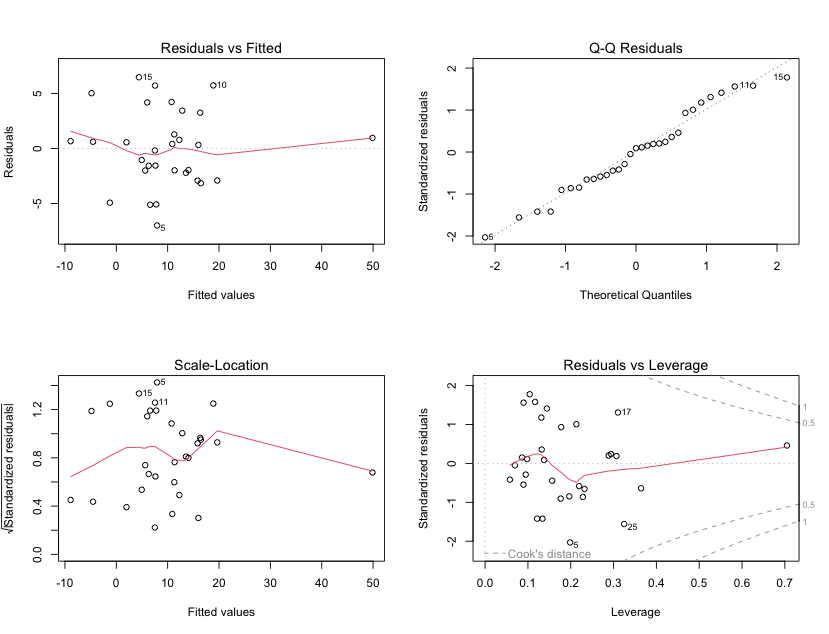 Residuals vs Fitted
Residuals
5
0
-5
15
10
5
-10 0 10 20 30 40 50
Fitted values
Q-Q Residuals
Standardized residuals
2
1
0
-1
-2
11
15
5
-2 -1 0 1 2
Theoretical Quantiles
Scale-Location
√|Standardized residuals|
1.2
0.8
0.4
0.0
5
15
11
-10 0 10 20 30 40 50
Fitted values
Residuals vs Leverage
Standardized residuals
2
1
0
-1
-2
17
25
5
1
0.5
0.5
1
Cook's distance
0.0 0.1 0.2 0.3 0.4 0.5 0.6 0.7
Leverage